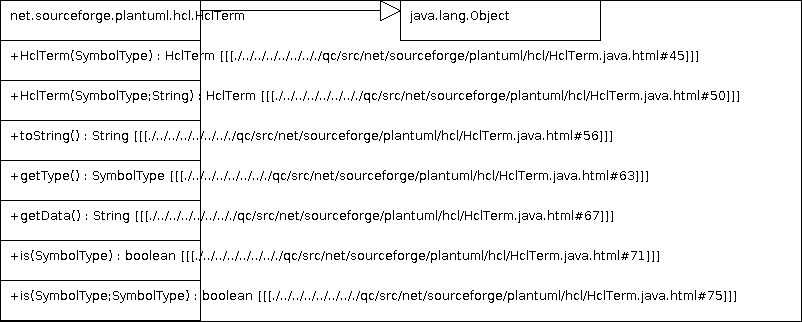 net.sourceforge.plantuml.hcl.HclTerm
java.lang.Object
+HclTerm(SymbolType) : HclTerm [[[./../../../../../../../qc/src/net/sourceforge/plantuml/hcl/HclTerm.java.html#45]]]
+HclTerm(SymbolType;String) : HclTerm [[[./../../../../../../../qc/src/net/sourceforge/plantuml/hcl/HclTerm.java.html#50]]]
+toString() : String [[[./../../../../../../../qc/src/net/sourceforge/plantuml/hcl/HclTerm.java.html#56]]]
+getType() : SymbolType [[[./../../../../../../../qc/src/net/sourceforge/plantuml/hcl/HclTerm.java.html#63]]]
+getData() : String [[[./../../../../../../../qc/src/net/sourceforge/plantuml/hcl/HclTerm.java.html#67]]]
+is(SymbolType) : boolean [[[./../../../../../../../qc/src/net/sourceforge/plantuml/hcl/HclTerm.java.html#71]]]
+is(SymbolType;SymbolType) : boolean [[[./../../../../../../../qc/src/net/sourceforge/plantuml/hcl/HclTerm.java.html#75]]]